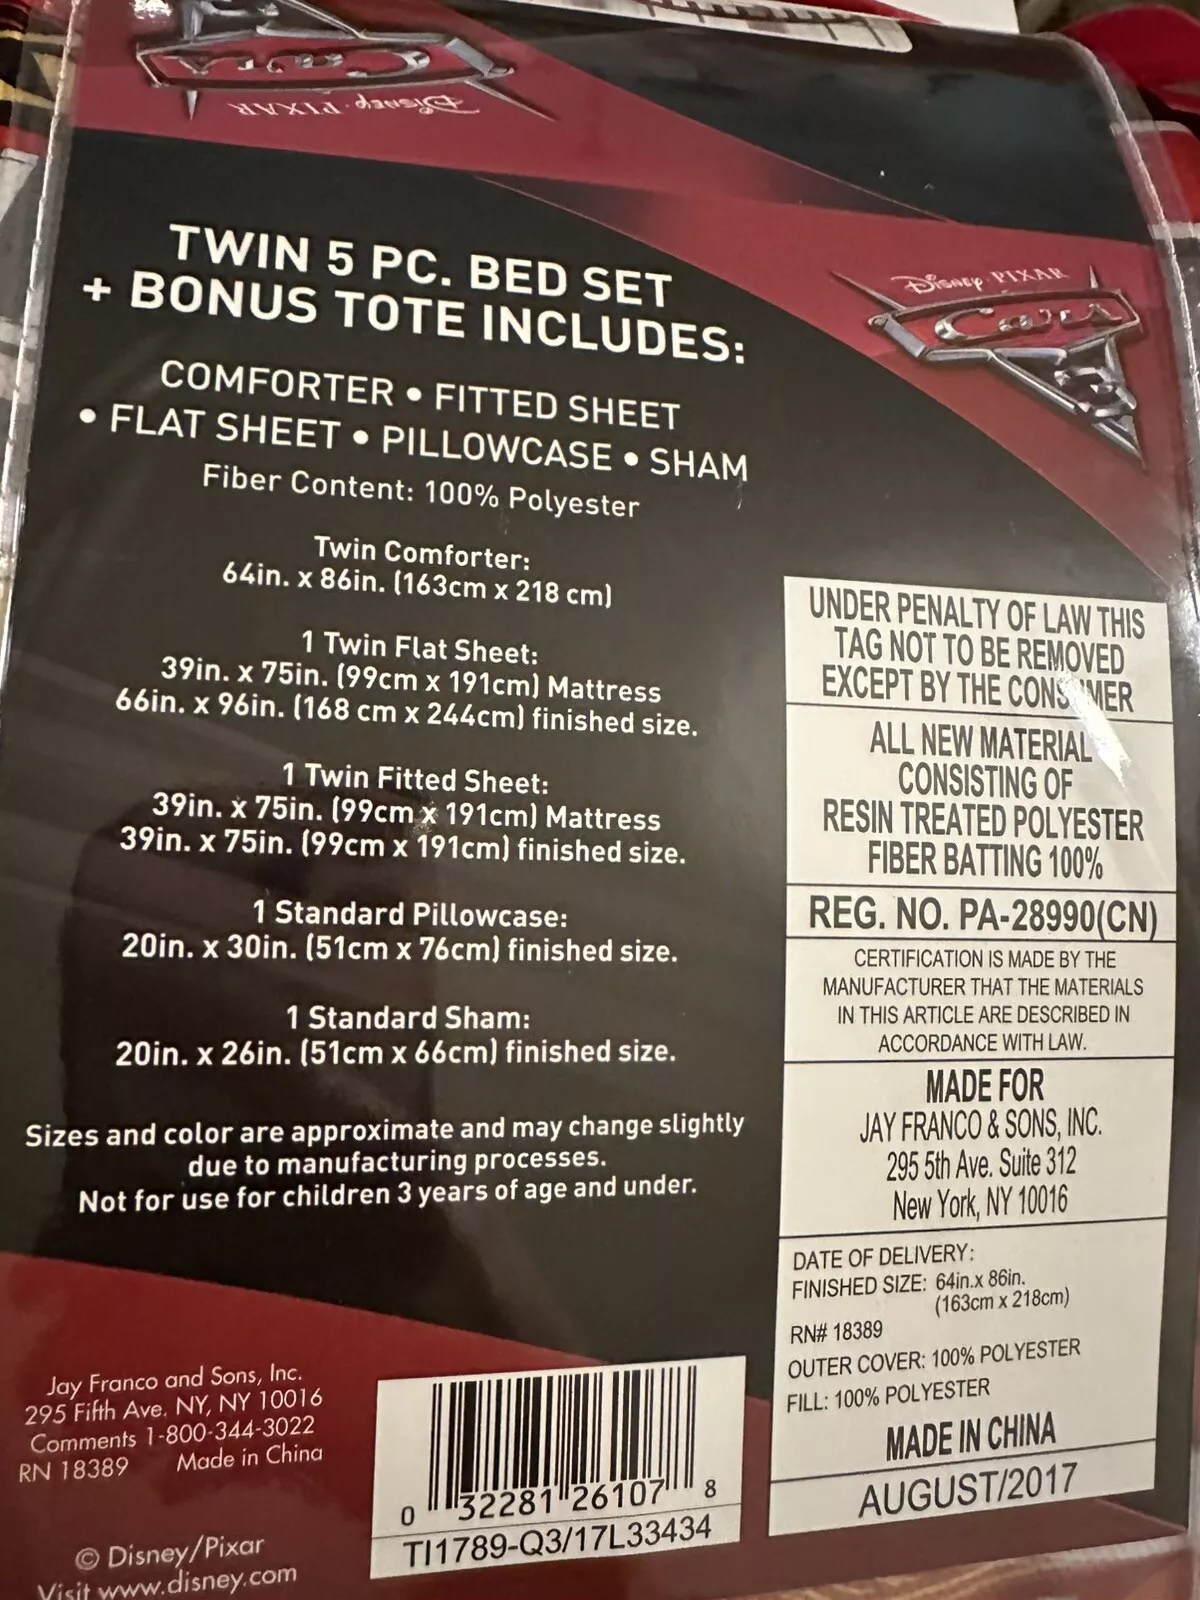 Cars
Disney·PIXAR
TWIN 5 PC. BED SET
+ BONUS TOTE INCLUDES:
COMFORTER • FITTED SHEET
• FLAT SHEET • PILLOWCASE • SHAM
Fiber Content: 100% Polyester
Twin Comforter:
64in. x 86in. (163cm x 218 cm)
1 Twin Flat Sheet:
39in. x 75in. (99cm x 191cm) Mattress
66in. x 96in. (168 cm x 244cm) finished size.
1 Twin Fitted Sheet:
39in. x 75in. (99cm x 191cm) Mattress
39in. x 75in. (99cm x 191cm) finished size.
1 Standard Pillowcase:
20in. x 30in. (51cm x 76cm) finished size.
1 Standard Sham:
20in. x 26in. (51cm x 66cm) finished size.
Sizes and color are approximate and may change slightly
due to manufacturing processes.
Not for use for children 3 years of age and under.
Jay Franco and Sons, Inc.
295 Fifth Ave. NY, NY 10016
Comments 1-800-344-3022
RN 18389 Made in China
© Disney/Pixar
Visit www.disney.com
0 32281 26107 8
TI1789-Q3/17L33434
Disney·PIXAR
Cars
3
UNDER PENALTY OF LAW THIS
TAG NOT TO BE REMOVED
EXCEPT BY THE CONSUMER
ALL NEW MATERIAL
CONSISTING OF
RESIN TREATED POLYESTER
FIBER BATTING 100%
REG. NO. PA-28990(CN)
CERTIFICATION IS MADE BY THE
MANUFACTURER THAT THE MATERIALS
IN THIS ARTICLE ARE DESCRIBED IN
ACCORDANCE WITH LAW.
MADE FOR
JAY FRANCO & SONS, INC.
295 5th Ave. Suite 312
New York, NY 10016
DATE OF DELIVERY:
FINISHED SIZE: 64in.x 86in.
(163cm x 218cm)
RN# 18389
OUTER COVER: 100% POLYESTER
FILL: 100% POLYESTER
MADE IN CHINA
AUGUST/2017